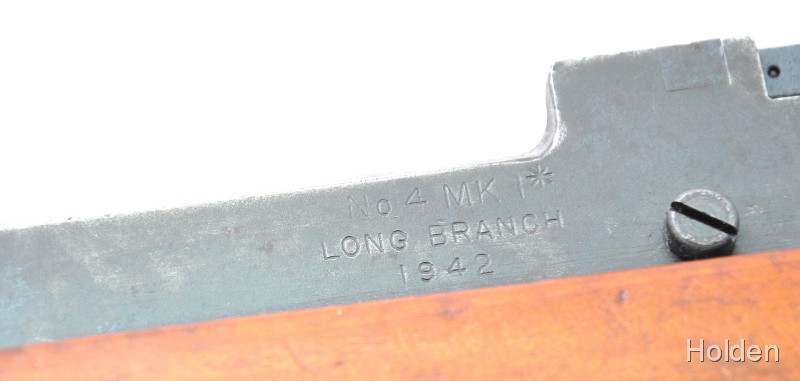 No 4 MK I*
LONG BRANCH
1942
Holden